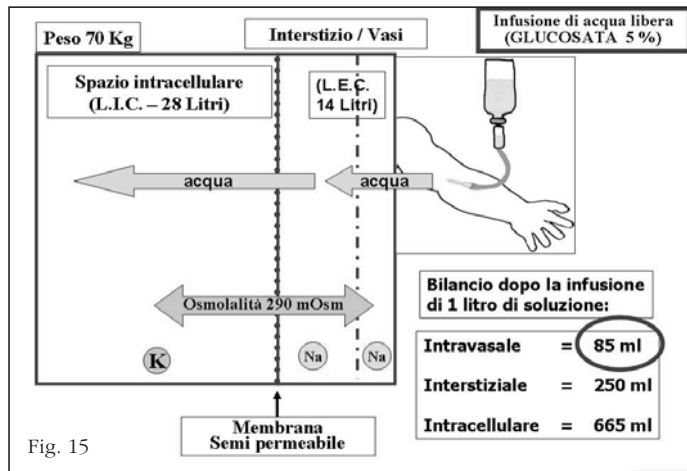 Peso 70 Kg
Interstizio / Vasi
Infusione di acqua libera
(GLUCOSATA 5 %)
Spazio intracellulare
(L.I.C. – 28 Litri)
(L.E.C.
14 Litri)
acqua
acqua
Osmolalità 290 mOsm
K
Na
Na
Bilancio dopo la infusione
di 1 litro di soluzione:
Intravasale = 85 ml
Interstiziale = 250 ml
Intracellulare = 665 ml
Membrana
Semi permeabile
Fig. 15